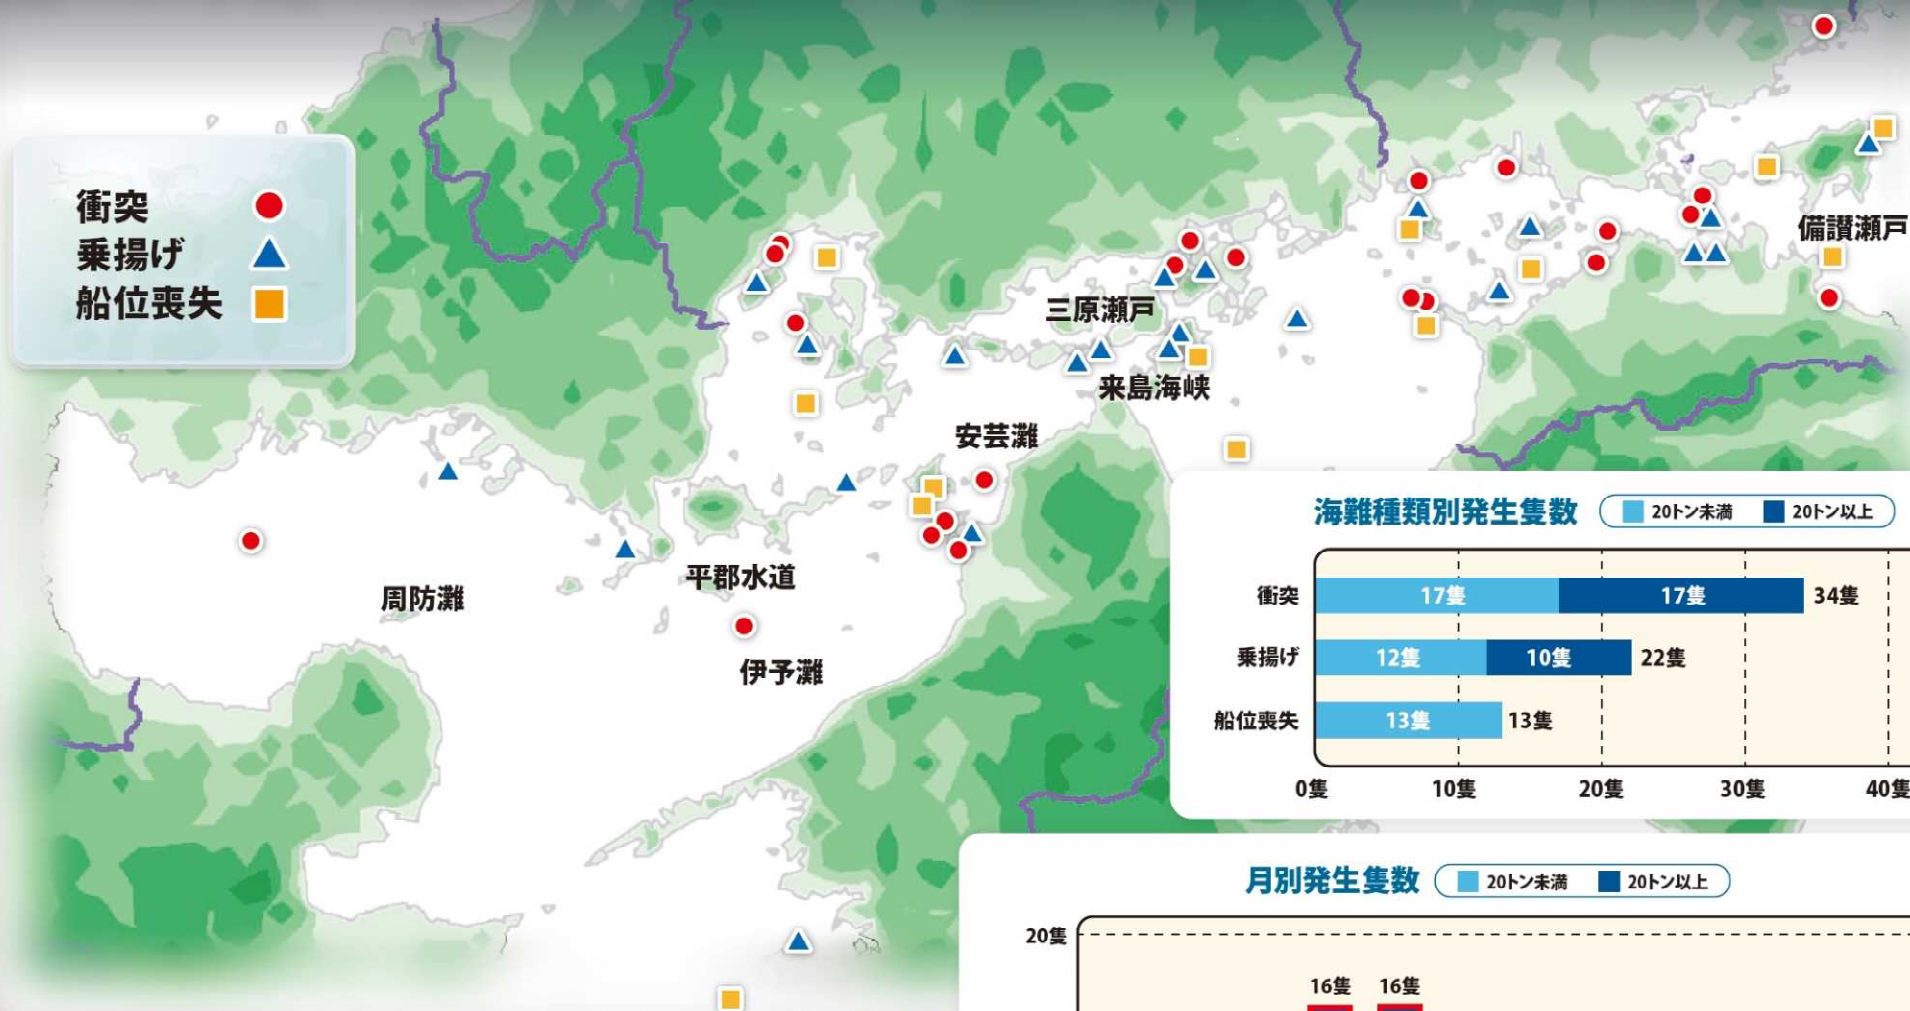 衝突
乗揚げ
船位喪失
備讃瀬戸
三原瀬戸
来島海峡
安芸灘
平郡水道
周防灘
伊予灘
海難種類別発生隻数 20トン未満 20トン以上
衝突 17隻 17隻 34隻
乗揚げ 12隻 10隻 22隻
船位喪失 13隻 13隻
0隻 10隻 20隻 30隻 40隻
月別発生隻数 20トン未満 20トン以上
20隻
16隻 16隻